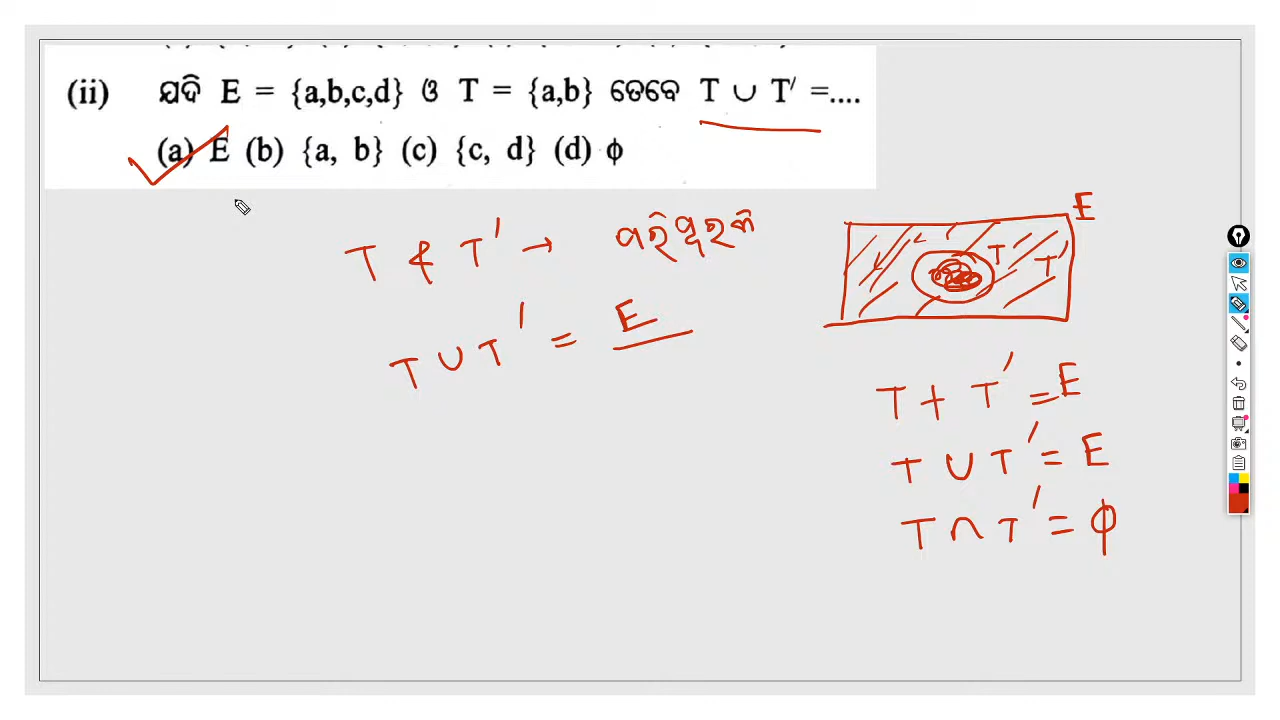 (ii) ଯଦି E = {a,b,c,d} ଓ T = {a,b} ତେବେ T ∪ T' =....
(a) E (b) {a, b} (c) {c, d} (d) ϕ
T & T' → ପରିପୂରକ
T ∪ T' = E
E
T T'
T + T' = E
T ∪ T' = E
T ∩ T' = ϕ